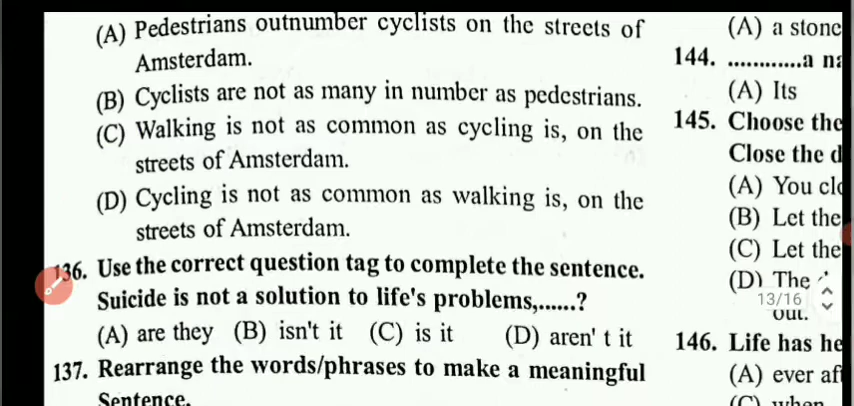 (A) Pedestrians outnumber cyclists on the streets of
Amsterdam.
(B) Cyclists are not as many in number as pedestrians.
(C) Walking is not as common as cycling is, on the
streets of Amsterdam.
(D) Cycling is not as common as walking is, on the
streets of Amsterdam.
136. Use the correct question tag to complete the sentence.
Suicide is not a solution to life's problems,......?
(A) are they (B) isn't it (C) is it (D) aren' t it
137. Rearrange the words/phrases to make a meaningful
Sentence.
(A) a stone
144. ............a na
(A) Its
145. Choose the
Close the d
(A) You clo
(B) Let the
(C) Let the
(D) The
13/16
out.
146. Life has he
(A) ever aft
(C) when